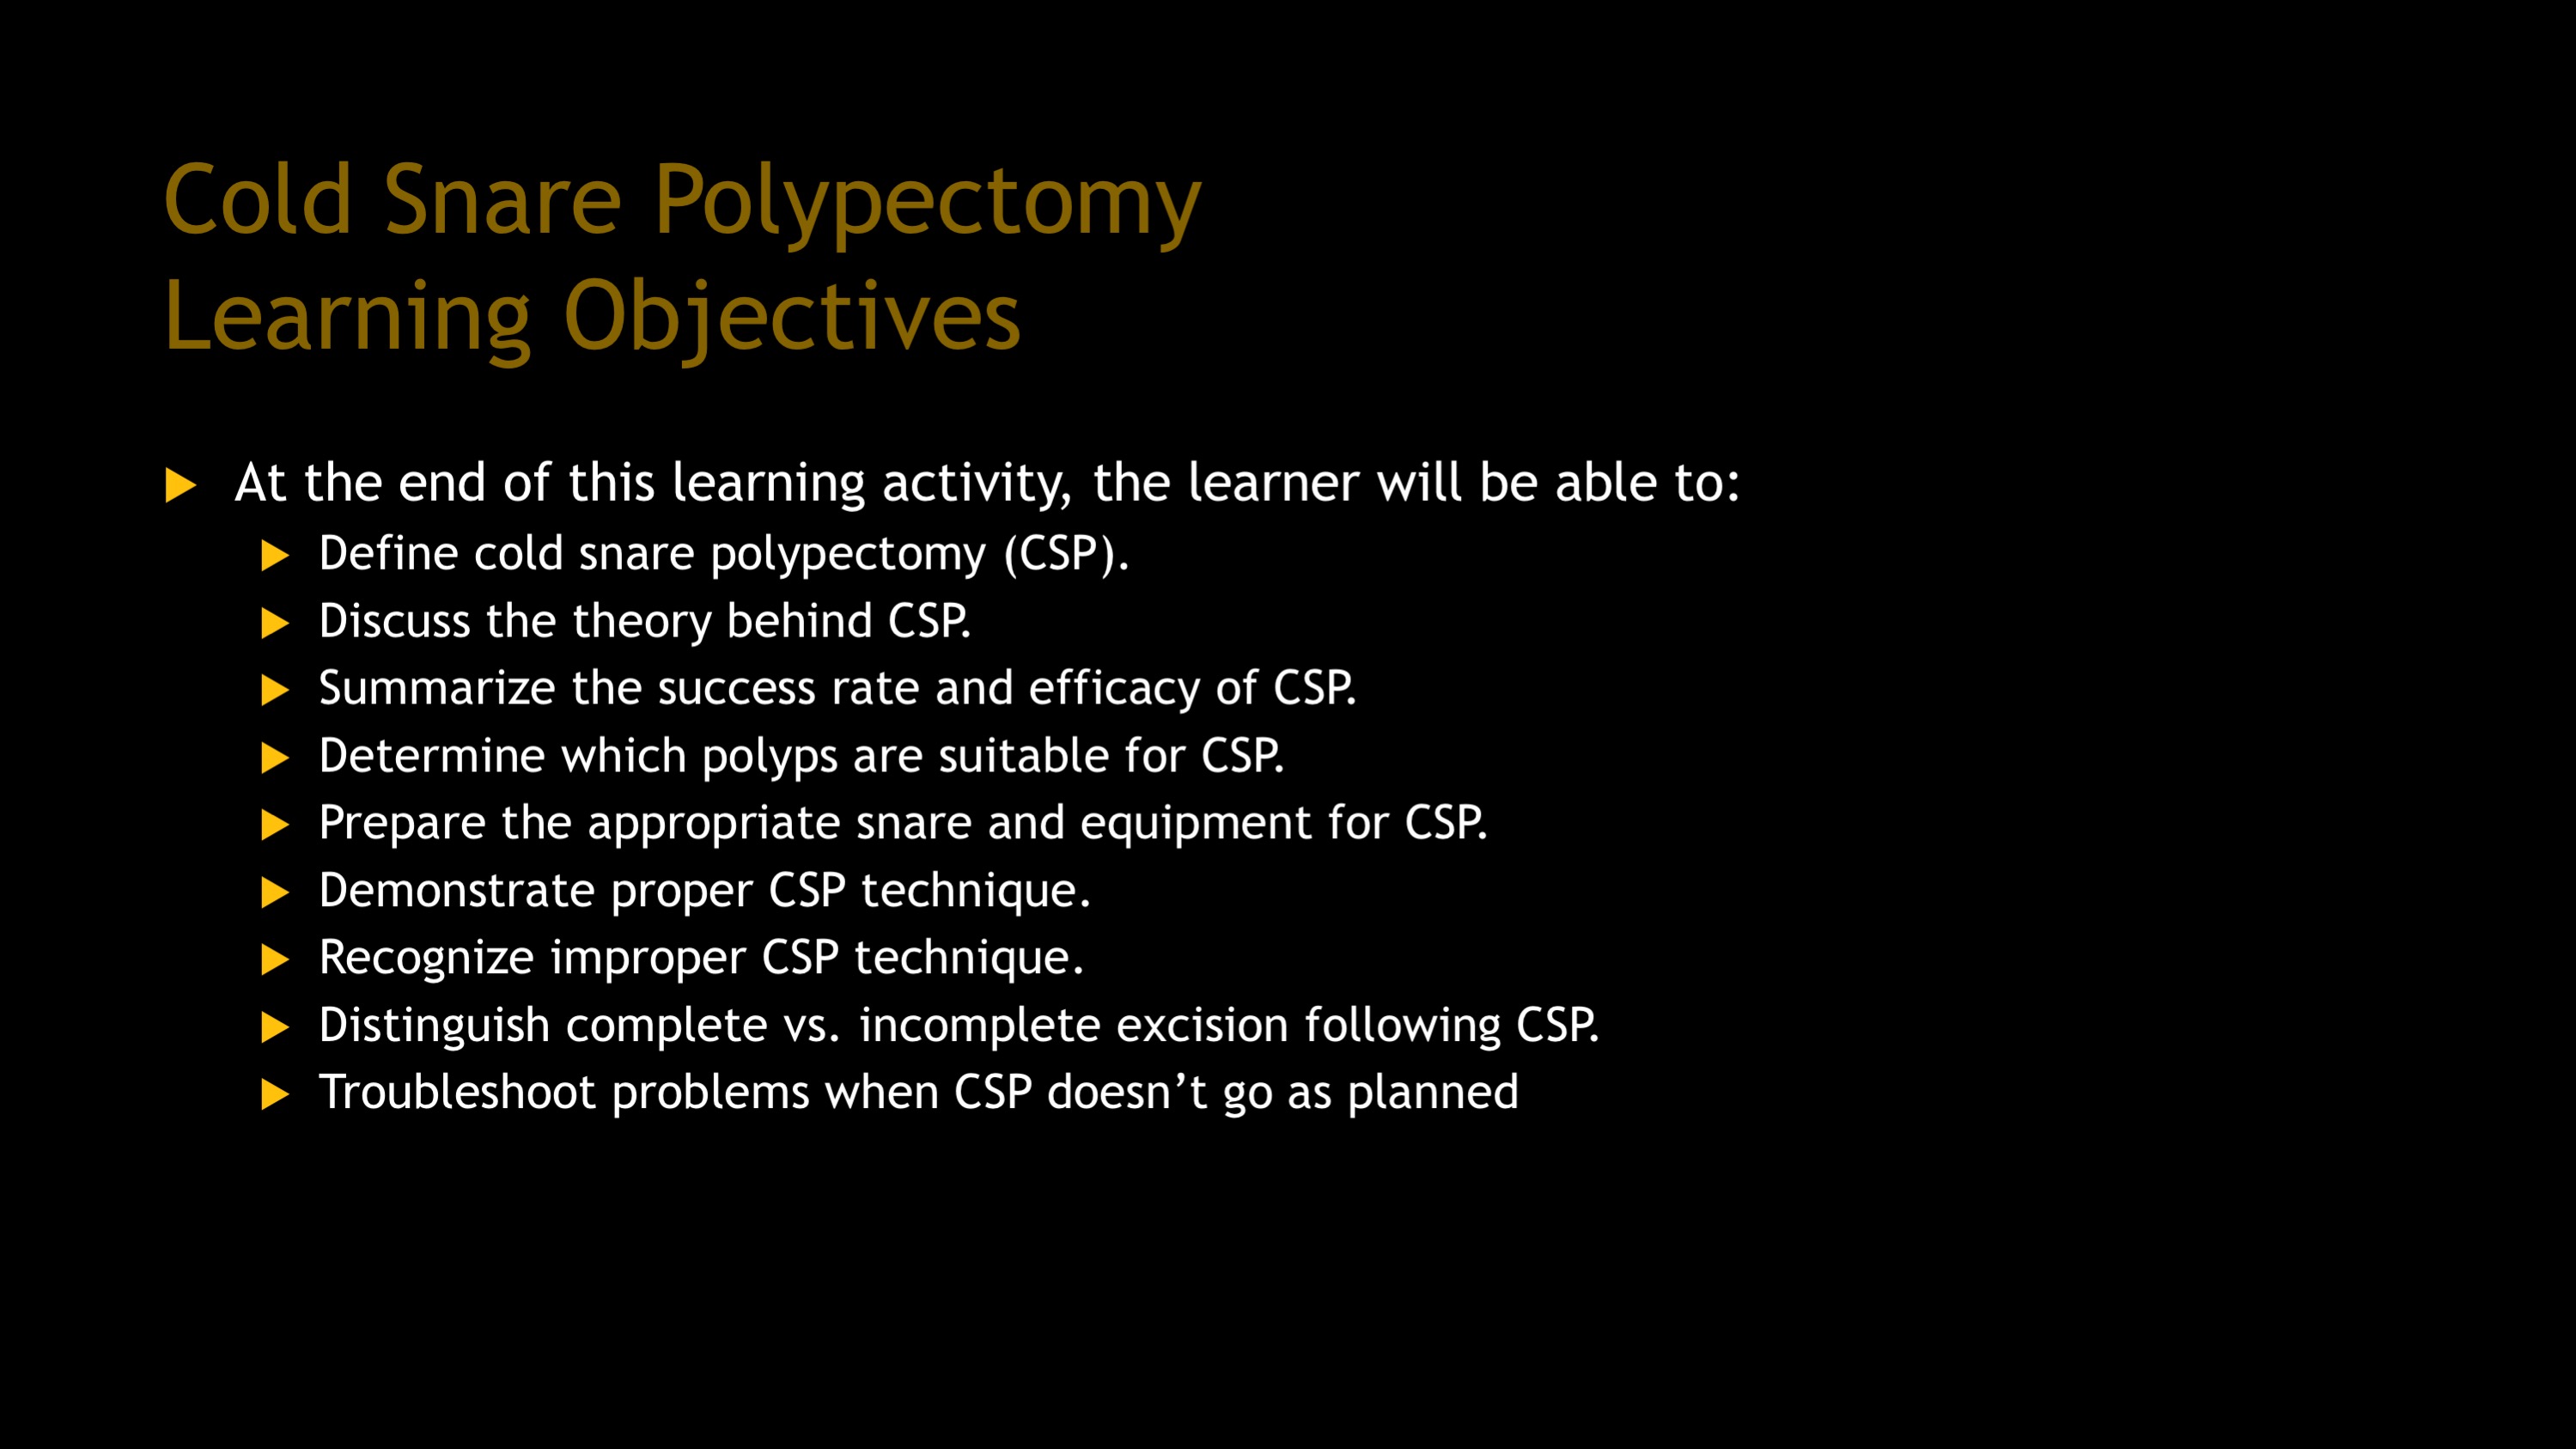 Cold Snare Polypectomy
Learning Objectives
At the end of this learning activity, the learner will be able to:
Define cold snare polypectomy (CSP).
Discuss the theory behind CSP.
Summarize the success rate and efficacy of CSP.
Determine which polyps are suitable for CSP.
Prepare the appropriate snare and equipment for CSP.
Demonstrate proper CSP technique.
Recognize improper CSP technique.
Distinguish complete vs. incomplete excision following CSP.
Troubleshoot problems when CSP doesn’t go as planned